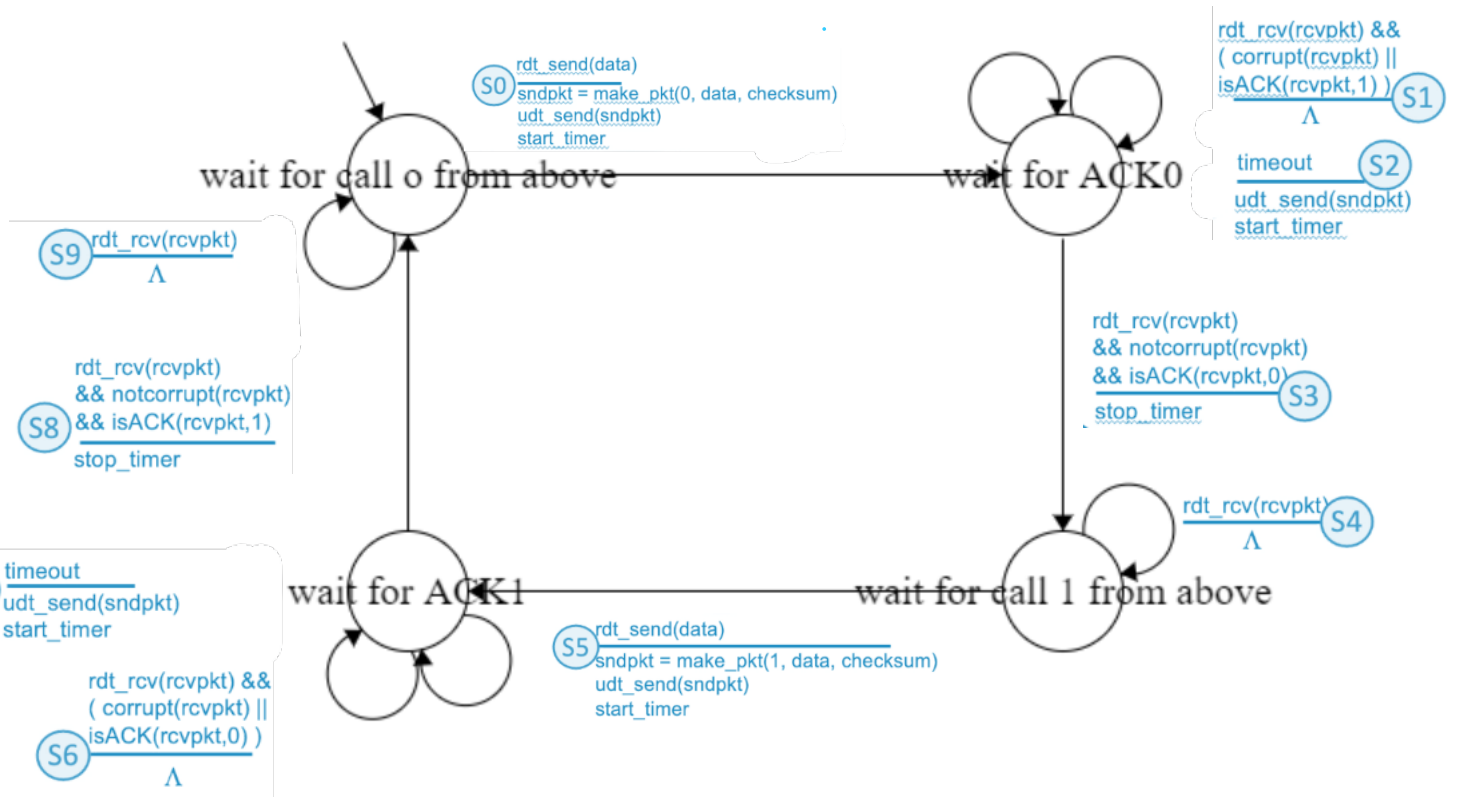 S0
rdt_send(data)
sndpkt = make_pkt(0, data, checksum)
udt_send(sndpkt)
start_timer
wait for call o from above
wait for ACK0
rdt_rcv(rcvpkt) &&
( corrupt(rcvpkt) ||
isACK(rcvpkt,1) )
S1
Λ
timeout
S2
udt_send(sndpkt)
start_timer
S9
rdt_rcv(rcvpkt)
Λ
rdt_rcv(rcvpkt)
&& notcorrupt(rcvpkt)
&& isACK(rcvpkt,0)
S3
stop_timer
rdt_rcv(rcvpkt)
&& notcorrupt(rcvpkt)
S8
&& isACK(rcvpkt,1)
stop_timer
rdt_rcv(rcvpkt)
S4
Λ
timeout
udt_send(sndpkt)
start_timer
wait for ACK1
wait for call 1 from above
S5
rdt_send(data)
sndpkt = make_pkt(1, data, checksum)
udt_send(sndpkt)
start_timer
rdt_rcv(rcvpkt) &&
( corrupt(rcvpkt) ||
isACK(rcvpkt,0) )
S6
Λ